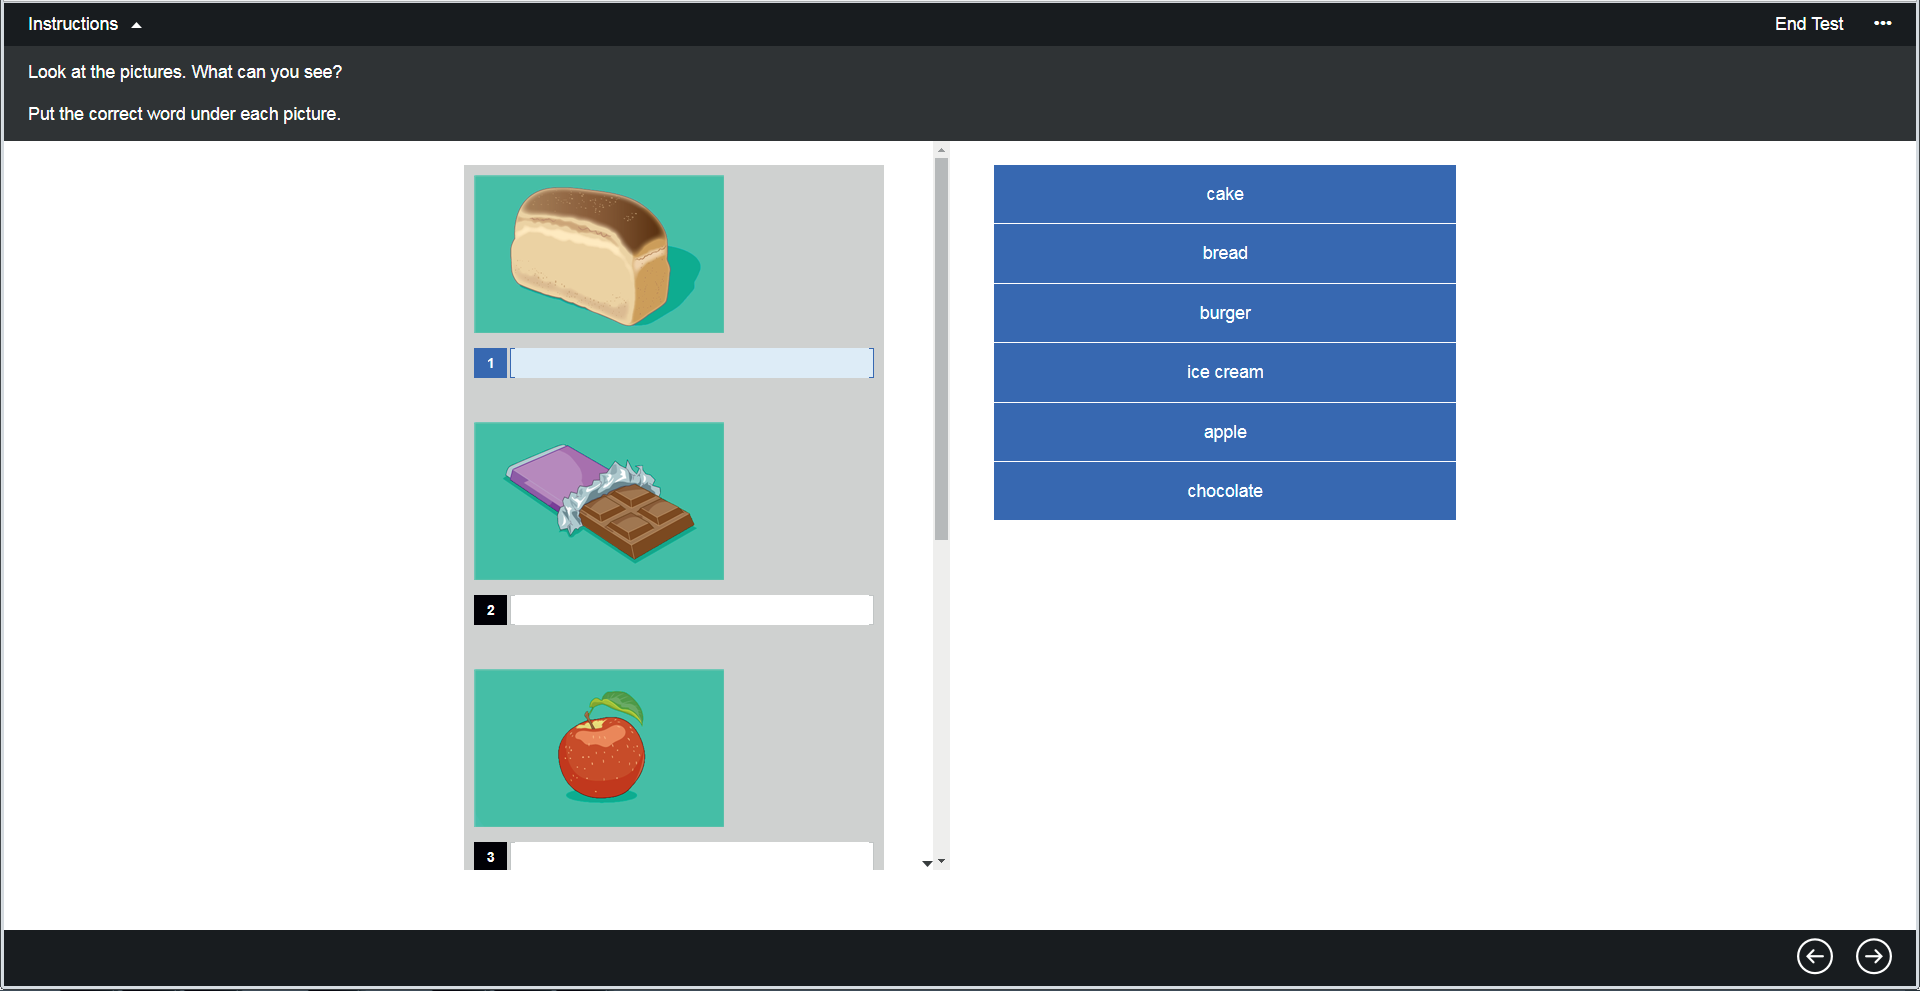 Instructions
End Test
Look at the pictures. What can you see?
Put the correct word under each picture.
1
2
3
cake
bread
burger
ice cream
apple
chocolate